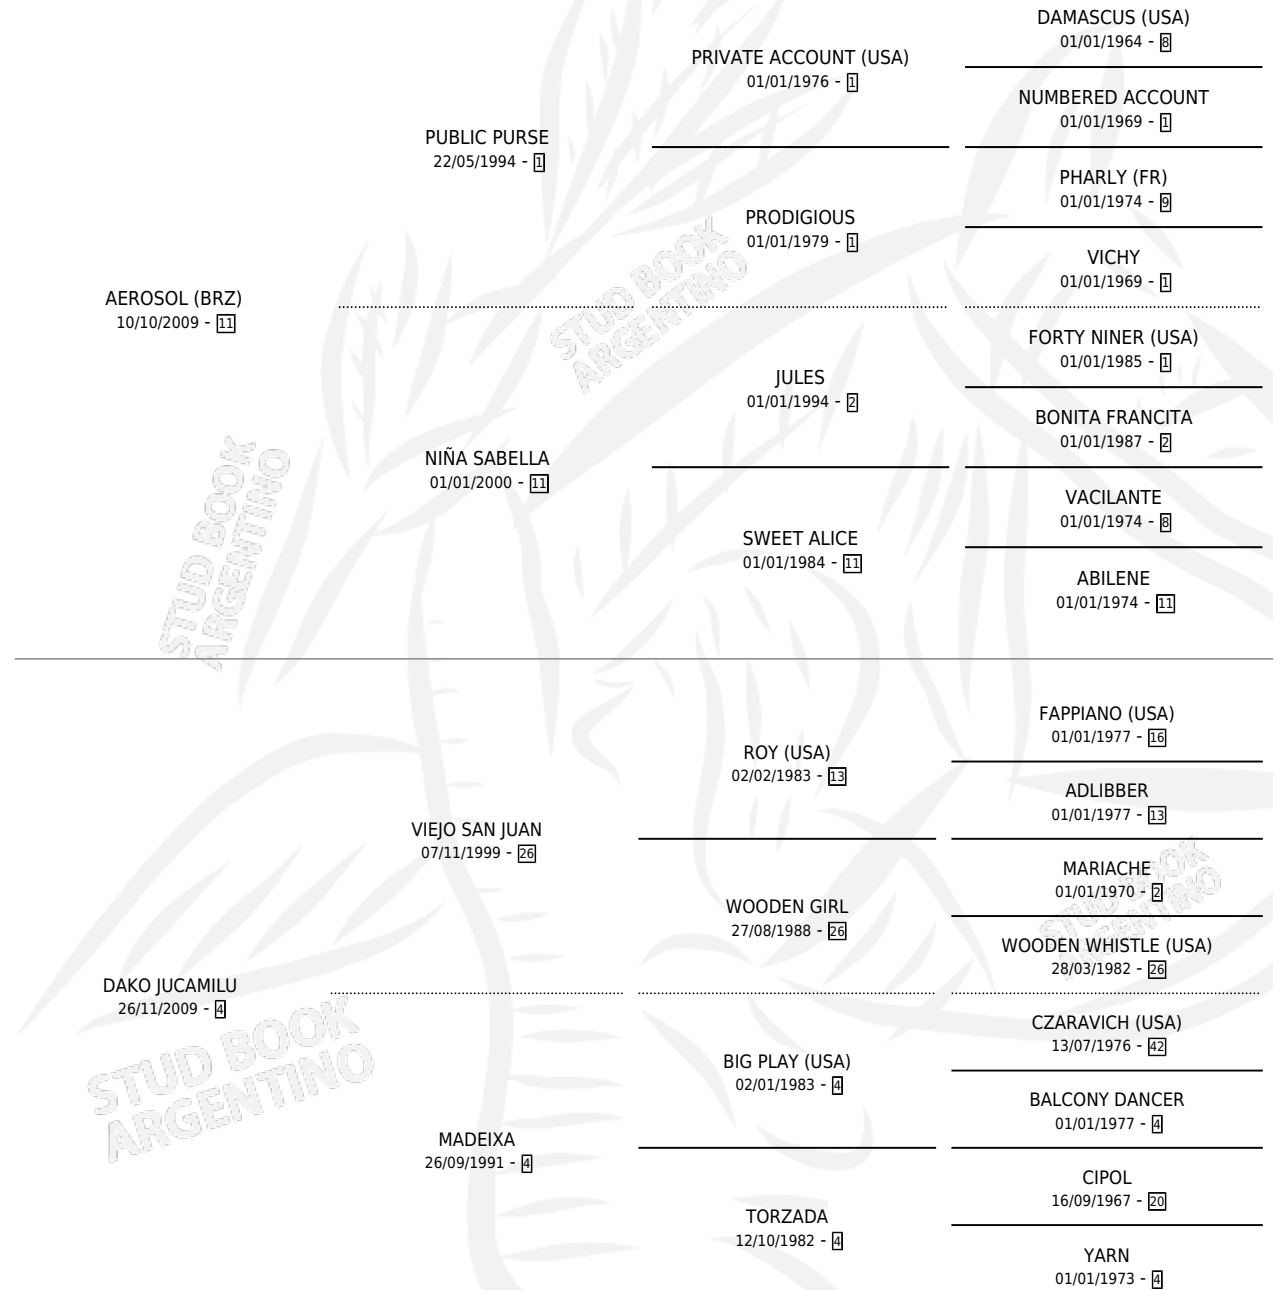 DAMASCUS (USA)
01/01/1964 - 8
PRIVATE ACCOUNT (USA)
01/01/1976 - 1
NUMBERED ACCOUNT
01/01/1969 - 1
PUBLIC PURSE
22/05/1994 - 1
PHARLY (FR)
01/01/1974 - 9
PRODIGIOUS
01/01/1979 - 1
VICHY
01/01/1969 - 1
STUD BOOK
ARGENTINO
AEROSOL (BRZ)
10/10/2009 - 11
FORTY NINER (USA)
01/01/1985 - 1
JULES
01/01/1994 - 2
BONITA FRANCITA
01/01/1987 - 2
NIÑA SABELLA
01/01/2000 - 11
VACILANTE
01/01/1974 - 8
SWEET ALICE
01/01/1984 - 11
ABILENE
01/01/1974 - 11
STUD BOOK
ARGENTINO
FAPPIANO (USA)
01/01/1977 - 16
ROY (USA)
02/02/1983 - 13
ADLIBBER
01/01/1977 - 13
VIEJO SAN JUAN
07/11/1999 - 26
MARIACHE
01/01/1970 - 2
WOODEN GIRL
27/08/1988 - 26
WOODEN WHISTLE (USA)
28/03/1982 - 26
STUD BOOK
ARGENTINO
DAKO JUCAMILU
26/11/2009 - 4
CZARAVICH (USA)
13/07/1976 - 42
BIG PLAY (USA)
02/01/1983 - 4
BALCONY DANCER
01/01/1977 - 4
MADEIXA
26/09/1991 - 4
CIPOL
16/09/1967 - 20
TORZADA
12/10/1982 - 4
YARN
01/01/1973 - 4
STUD BOOK
ARGENTINO